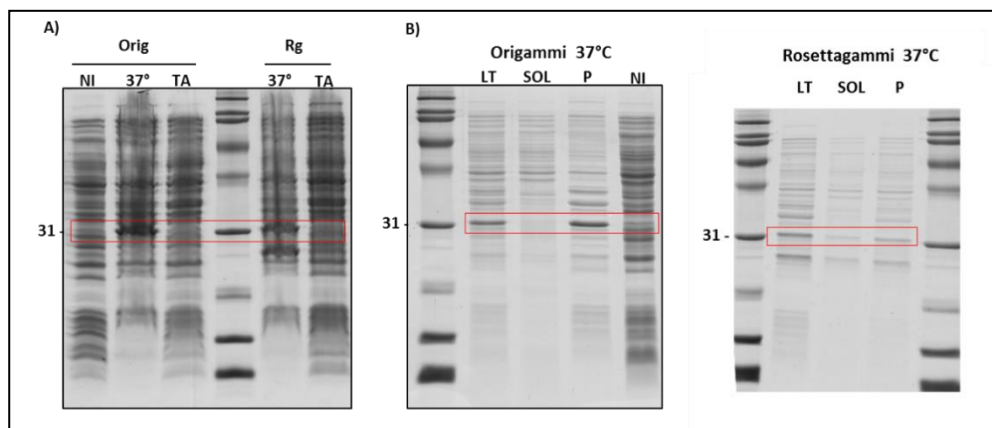 A)
Orig Rg
NI 37° TA 37° TA
31 -
B)
Origammi 37°C
LT SOL P NI
31 -
Rosettagammi 37°C
LT SOL P
31 -